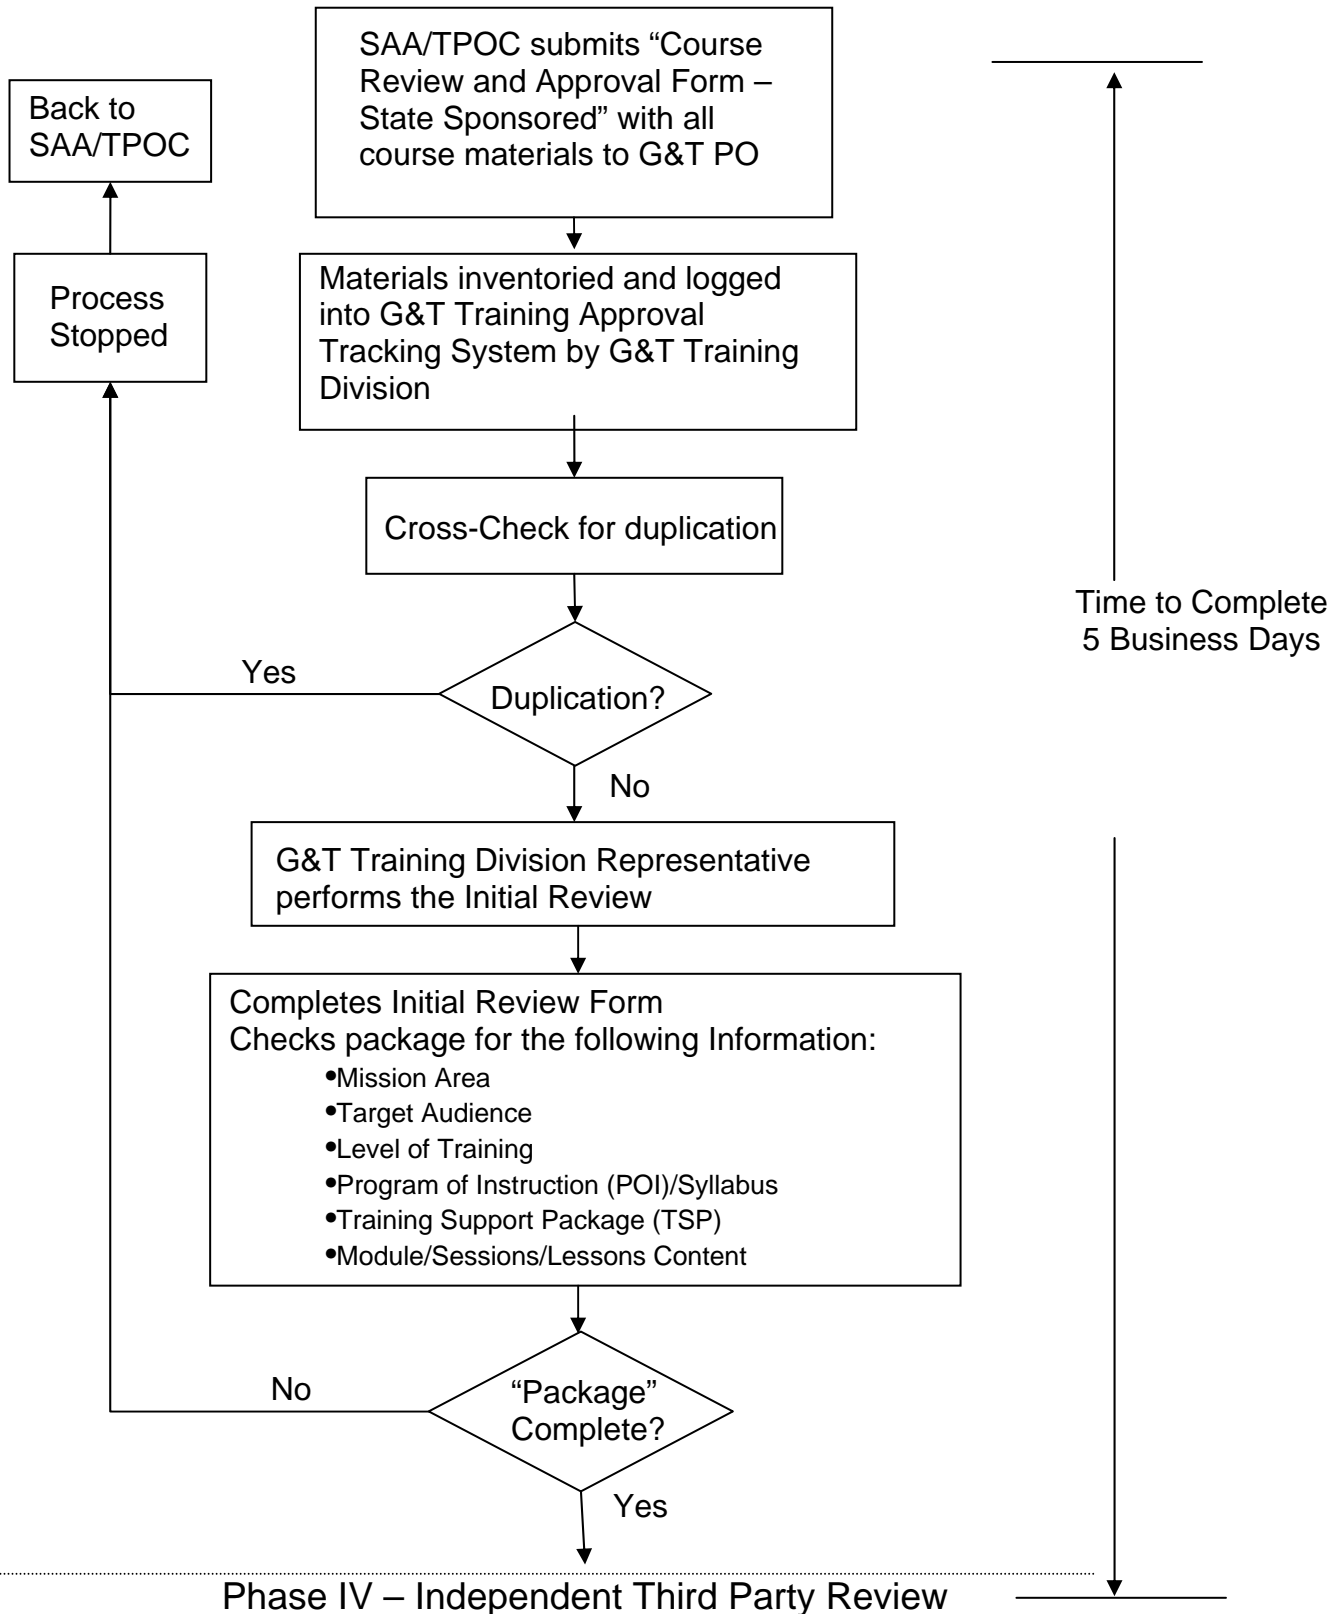 SAA/TPOC submits “Course
Review and Approval Form –
State Sponsored” with all
course materials to G&T PO
Back to
SAA/TPOC
Process
Stopped
Materials inventoried and logged
into G&T Training Approval
Tracking System by G&T Training
Division
Cross-Check for duplication
Time to Complete
5 Business Days
Yes
Duplication?
No
G&T Training Division Representative
performs the Initial Review
Completes Initial Review Form
Checks package for the following Information:
•Mission Area
•Target Audience
•Level of Training
•Program of Instruction (POI)/Syllabus
•Training Support Package (TSP)
•Module/Sessions/Lessons Content
No
“Package”
Complete?
Yes
Phase IV – Independent Third Party Review